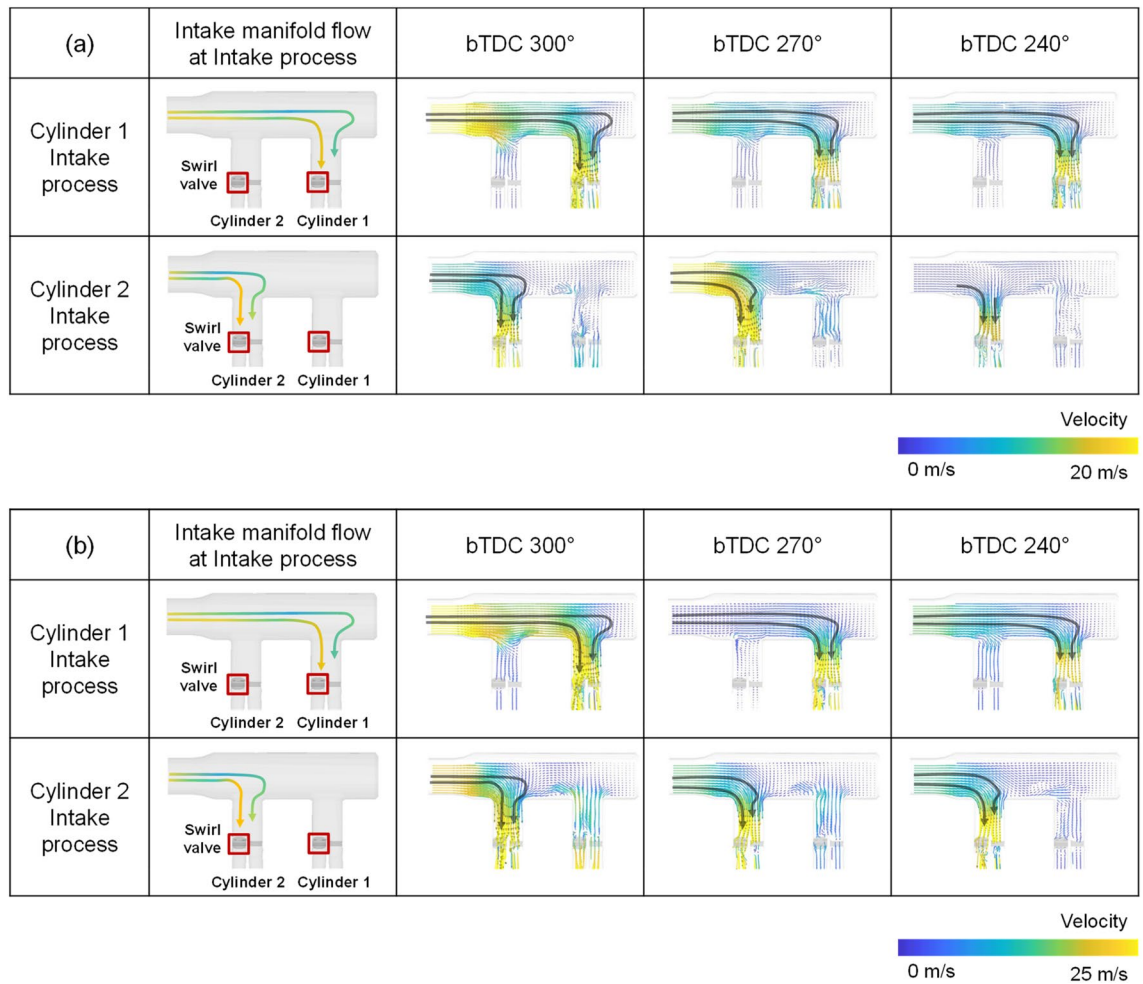 (a)
Intake manifold flow
at Intake process
bTDC 300°
bTDC 270°
bTDC 240°
Cylinder 1
Intake
process
Swirl
valve
Cylinder 2
Cylinder 1
Cylinder 2
Intake
process
Swirl
valve
Cylinder 2
Cylinder 1
Velocity
0 m/s
20 m/s
(b)
Intake manifold flow
at Intake process
bTDC 300°
bTDC 270°
bTDC 240°
Cylinder 1
Intake
process
Swirl
valve
Cylinder 2
Cylinder 1
Cylinder 2
Intake
process
Swirl
valve
Cylinder 2
Cylinder 1
Velocity
0 m/s
25 m/s